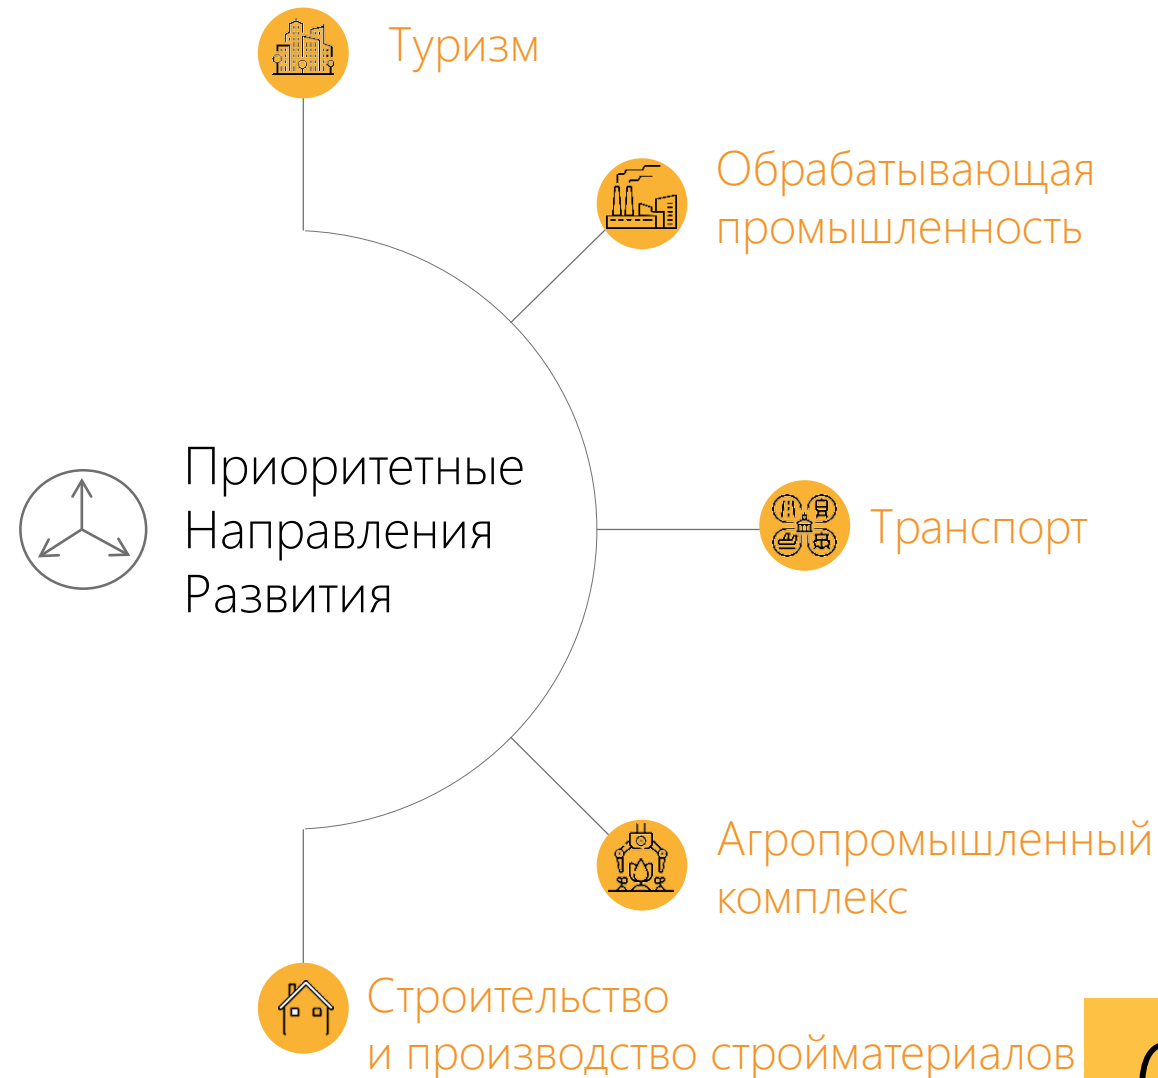 Туризм
Обрабатывающая
промышленность
Приоритетные
Направления
Развития
Транспорт
Агропромышленный
комплекс
Строительство
и производство стройматериалов